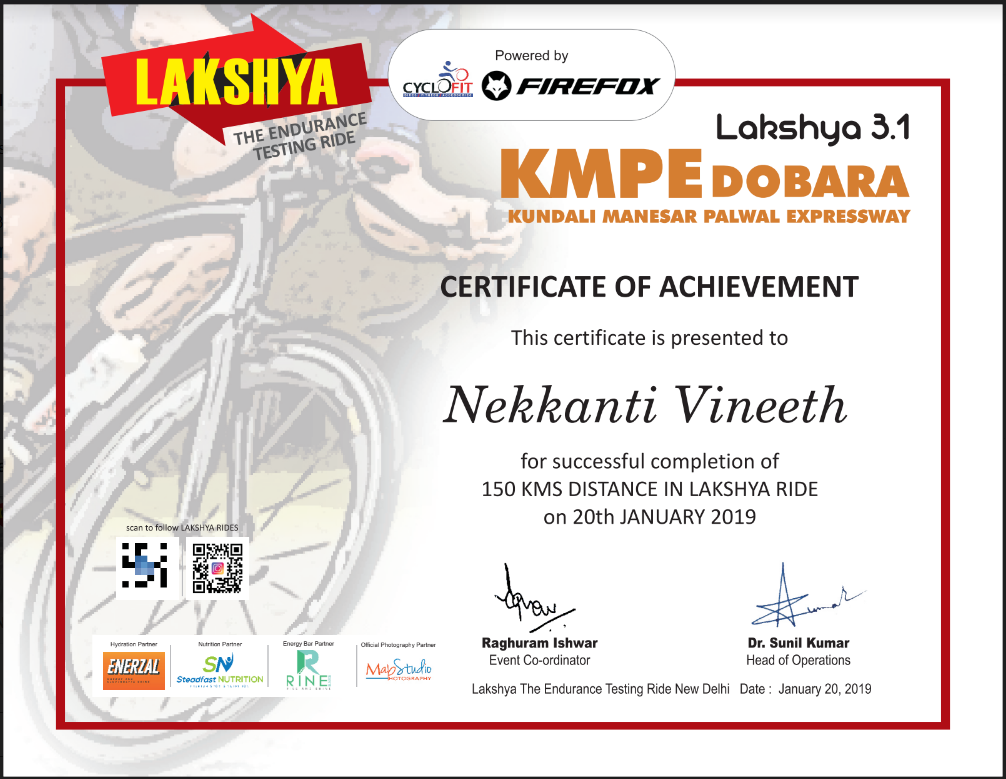 LAKSHYA
THE ENDURANCE
TESTING RIDE
Powered by
CYCLOFIT
FIREFOX
Lakshya 3.1
KMPE DOBARA
KUNDALI MANESAR PALWAL EXPRESSWAY
CERTIFICATE OF ACHIEVEMENT
This certificate is presented to
Nekkanti Vineeth
for successful completion of
150 KMS DISTANCE IN LAKSHYA RIDE
on 20th JANUARY 2019
scan to follow LAKSHYA RIDES
Raghuram Ishwar
Event Co-ordinator
Dr. Sunil Kumar
Head of Operations
Lakshya The Endurance Testing Ride New Delhi Date : January 20, 2019
Hydration Partner
ENERZAL
Nutrition Partner
SN
Steadfast NUTRITION
Energy Bar Partner
R
RINE
Official Photography Partner
MapStudio
PHOTOGRAPHY